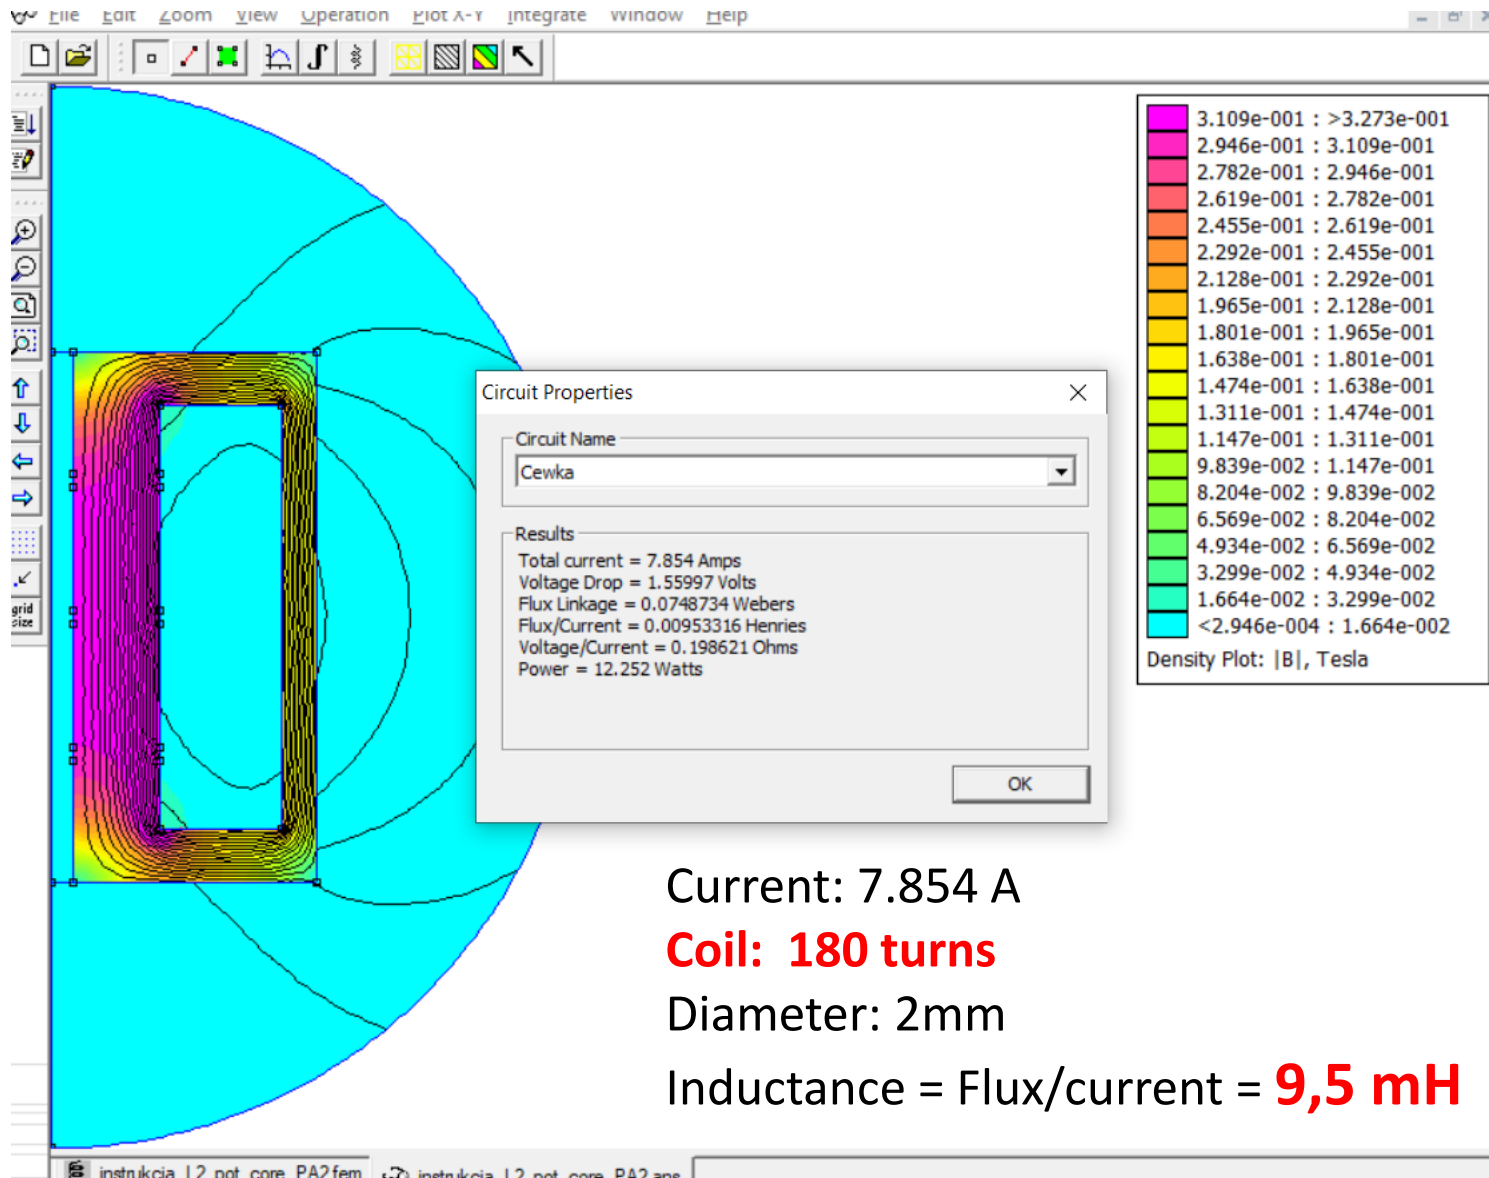 File Edit Zoom View Operation Plot X-Y Integrate Window Help
grid
size
3.109e-001 : >3.273e-001
2.946e-001 : 3.109e-001
2.782e-001 : 2.946e-001
2.619e-001 : 2.782e-001
2.455e-001 : 2.619e-001
2.292e-001 : 2.455e-001
2.128e-001 : 2.292e-001
1.965e-001 : 2.128e-001
1.801e-001 : 1.965e-001
1.638e-001 : 1.801e-001
1.474e-001 : 1.638e-001
1.311e-001 : 1.474e-001
1.147e-001 : 1.311e-001
9.839e-002 : 1.147e-001
8.204e-002 : 9.839e-002
6.569e-002 : 8.204e-002
4.934e-002 : 6.569e-002
3.299e-002 : 4.934e-002
1.664e-002 : 3.299e-002
<2.946e-004 : 1.664e-002
Density Plot: |B|, Tesla
Circuit Properties
Circuit Name
Cewka
Results
Total current = 7.854 Amps
Voltage Drop = 1.55997 Volts
Flux Linkage = 0.0748734 Webers
Flux/Current = 0.00953316 Henries
Voltage/Current = 0.198621 Ohms
Power = 12.252 Watts
OK
Current: 7.854 A
Coil: 180 turns
Diameter: 2mm
Inductance = Flux/current = 9,5 mH
instrukcja_L2_pot_core_PA2.fem instrukcja_L2_pot_core_PA2.ans